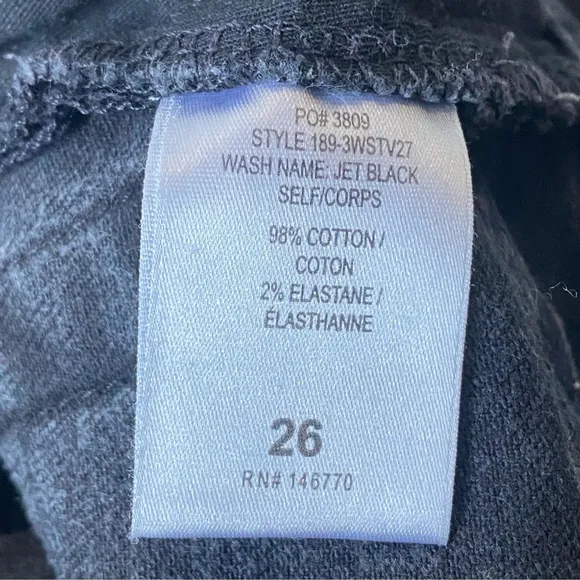 PO# 3809
STYLE 189-3WSTV27
WASH NAME: JET BLACK
SELF/CORPS
98% COTTON /
COTON
2% ELASTANE /
ÉLASTHANNE
26
RN# 146770